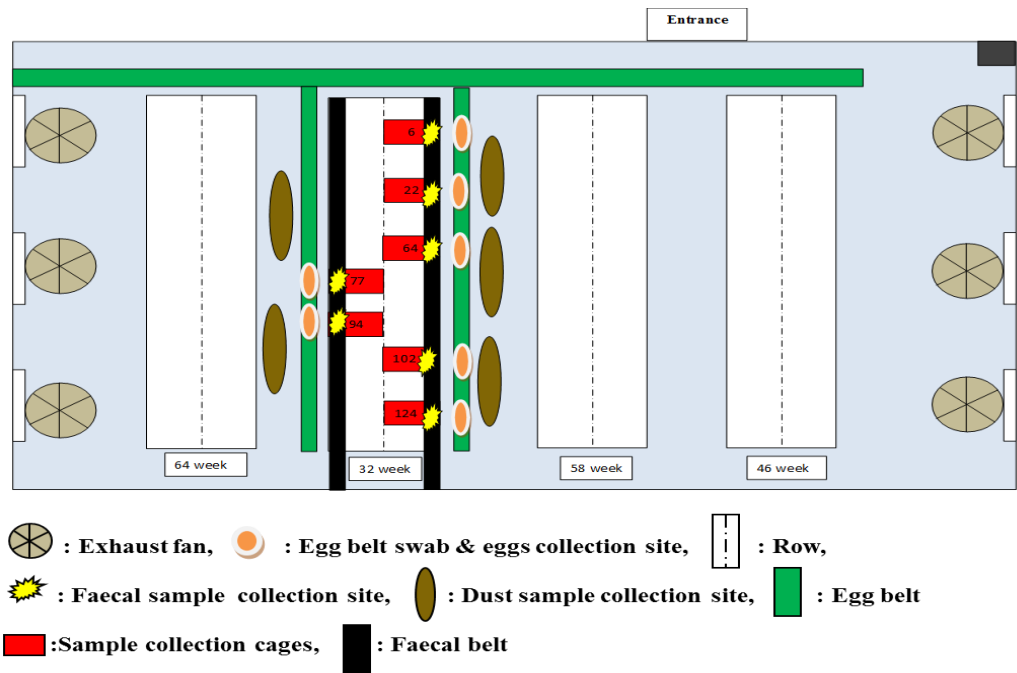 Entrance
6
22
64
77
94
102
124
64 week
32 week
58 week
46 week
: Exhaust fan, : Egg belt swab & eggs collection site, : Row,
: Faecal sample collection site, : Dust sample collection site, : Egg belt
:Sample collection cages, : Faecal belt